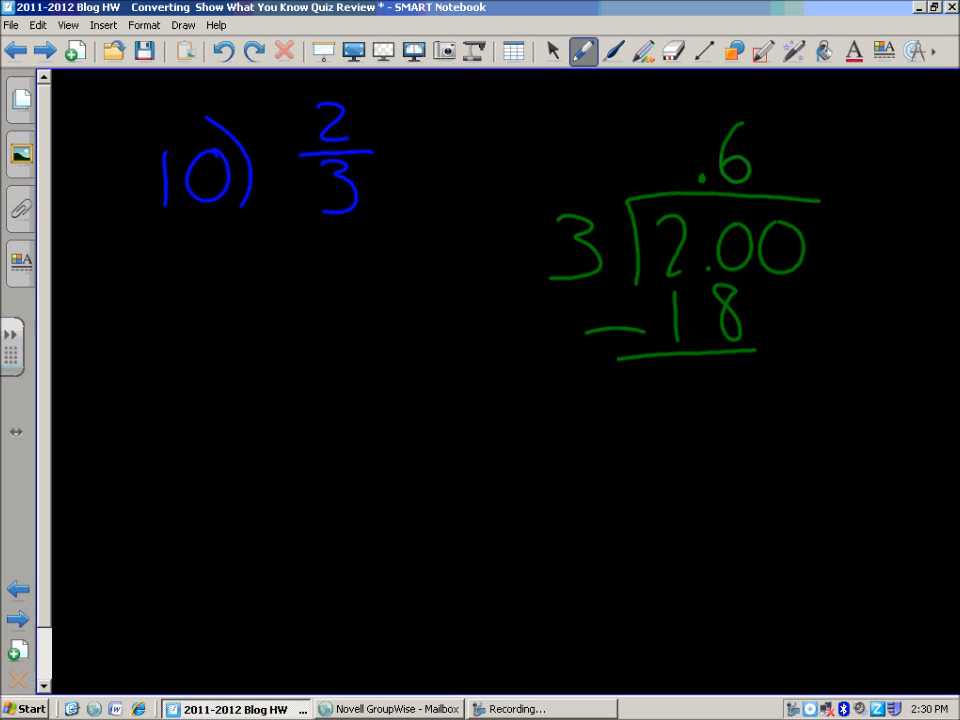 2011-2012 Blog HW Converting Show What You Know Quiz Review * - SMART Notebook
File Edit View Insert Format Draw Help
10) 2/3
.6
3 2.00
- 18
Start 2011-2012 Blog HW ... Novell GroupWise - Mailbox Recording... 2:30 PM